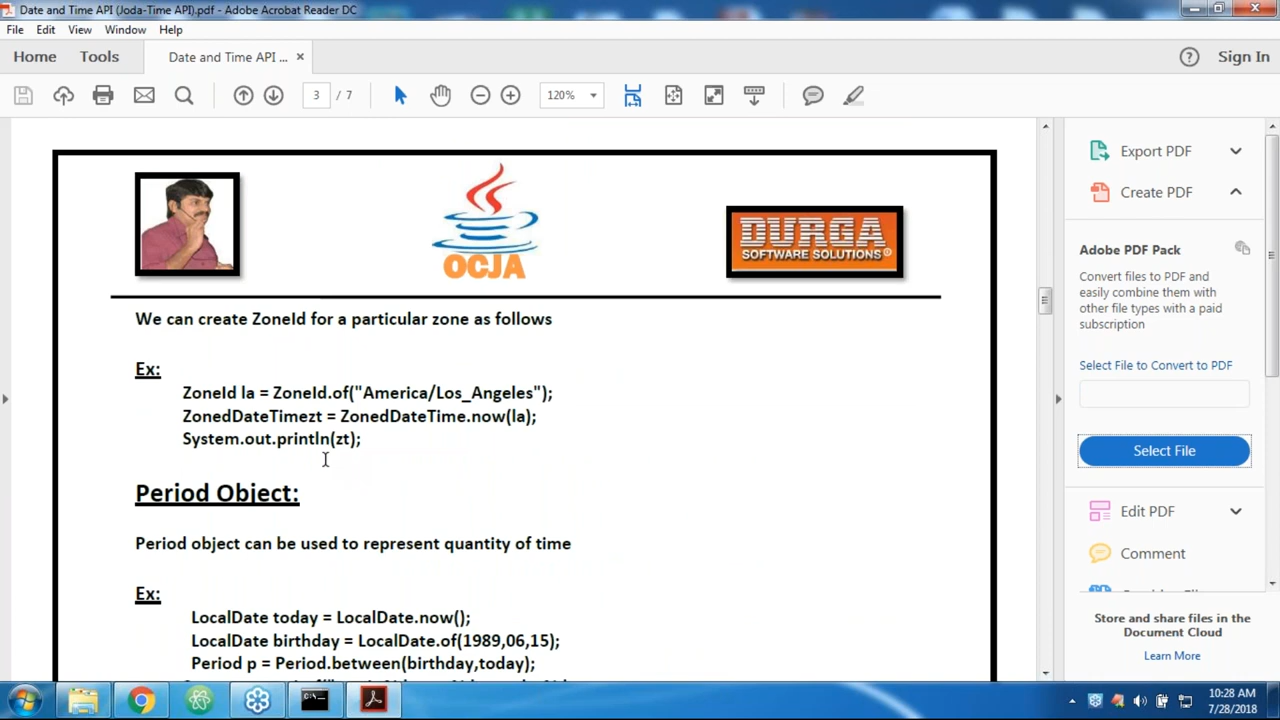 Date and Time API (Joda-Time API).pdf - Adobe Acrobat Reader DC
File Edit View Window Help
Home Tools Date and Time API ... × ? Sign In
3 / 7 120%
OCJA
DURGA
SOFTWARE SOLUTIONS®
We can create ZoneId for a particular zone as follows
Ex:
ZoneId la = ZoneId.of("America/Los_Angeles");
ZonedDateTimezt = ZonedDateTime.now(la);
System.out.println(zt);
Period Object:
Period object can be used to represent quantity of time
Ex:
LocalDate today = LocalDate.now();
LocalDate birthday = LocalDate.of(1989,06,15);
Period p = Period.between(birthday,today);
Export PDF
Create PDF
Adobe PDF Pack
Convert files to PDF and
easily combine them with
other file types with a paid
subscription
Select File to Convert to PDF
Select File
Edit PDF
Comment
Store and share files in the
Document Cloud
Learn More
10:28 AM
7/28/2018